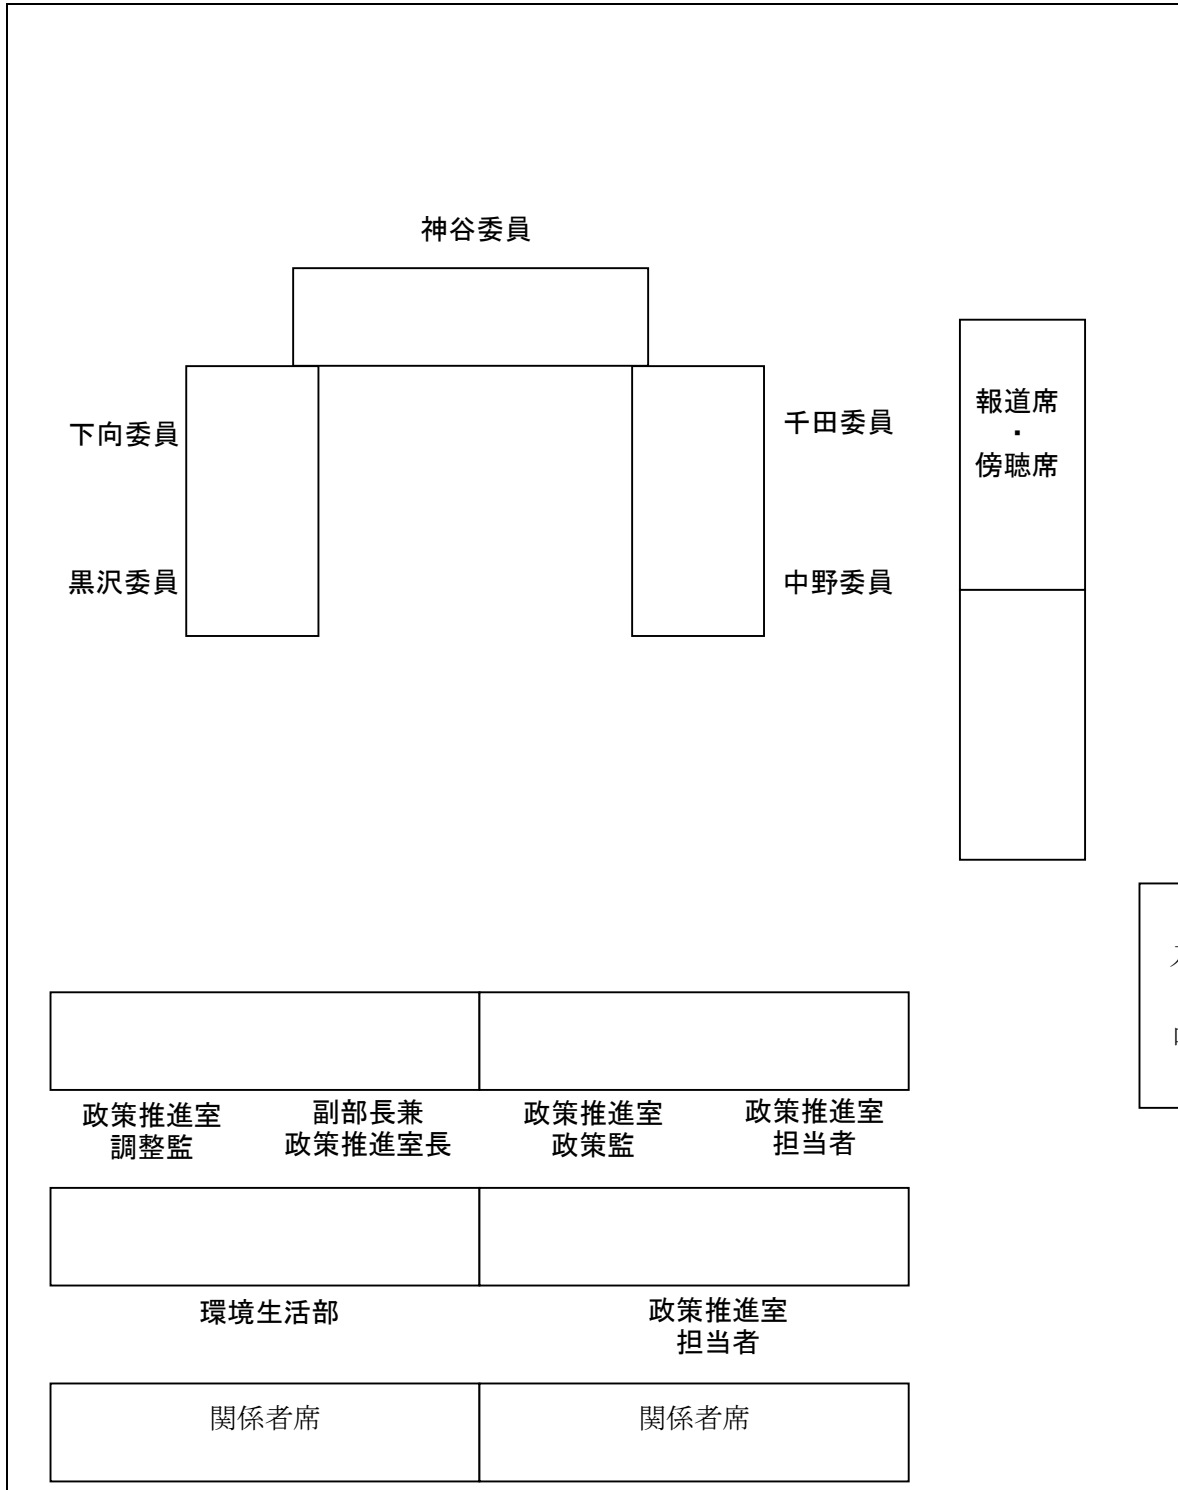 神谷委員
下向委員
千田委員
報道席
・
傍聴席
黒沢委員
中野委員
政策推進室
調整監
副部長兼
政策推進室長
政策推進室
政策監
政策推進室
担当者
環境生活部
政策推進室
担当者
関係者席
関係者席